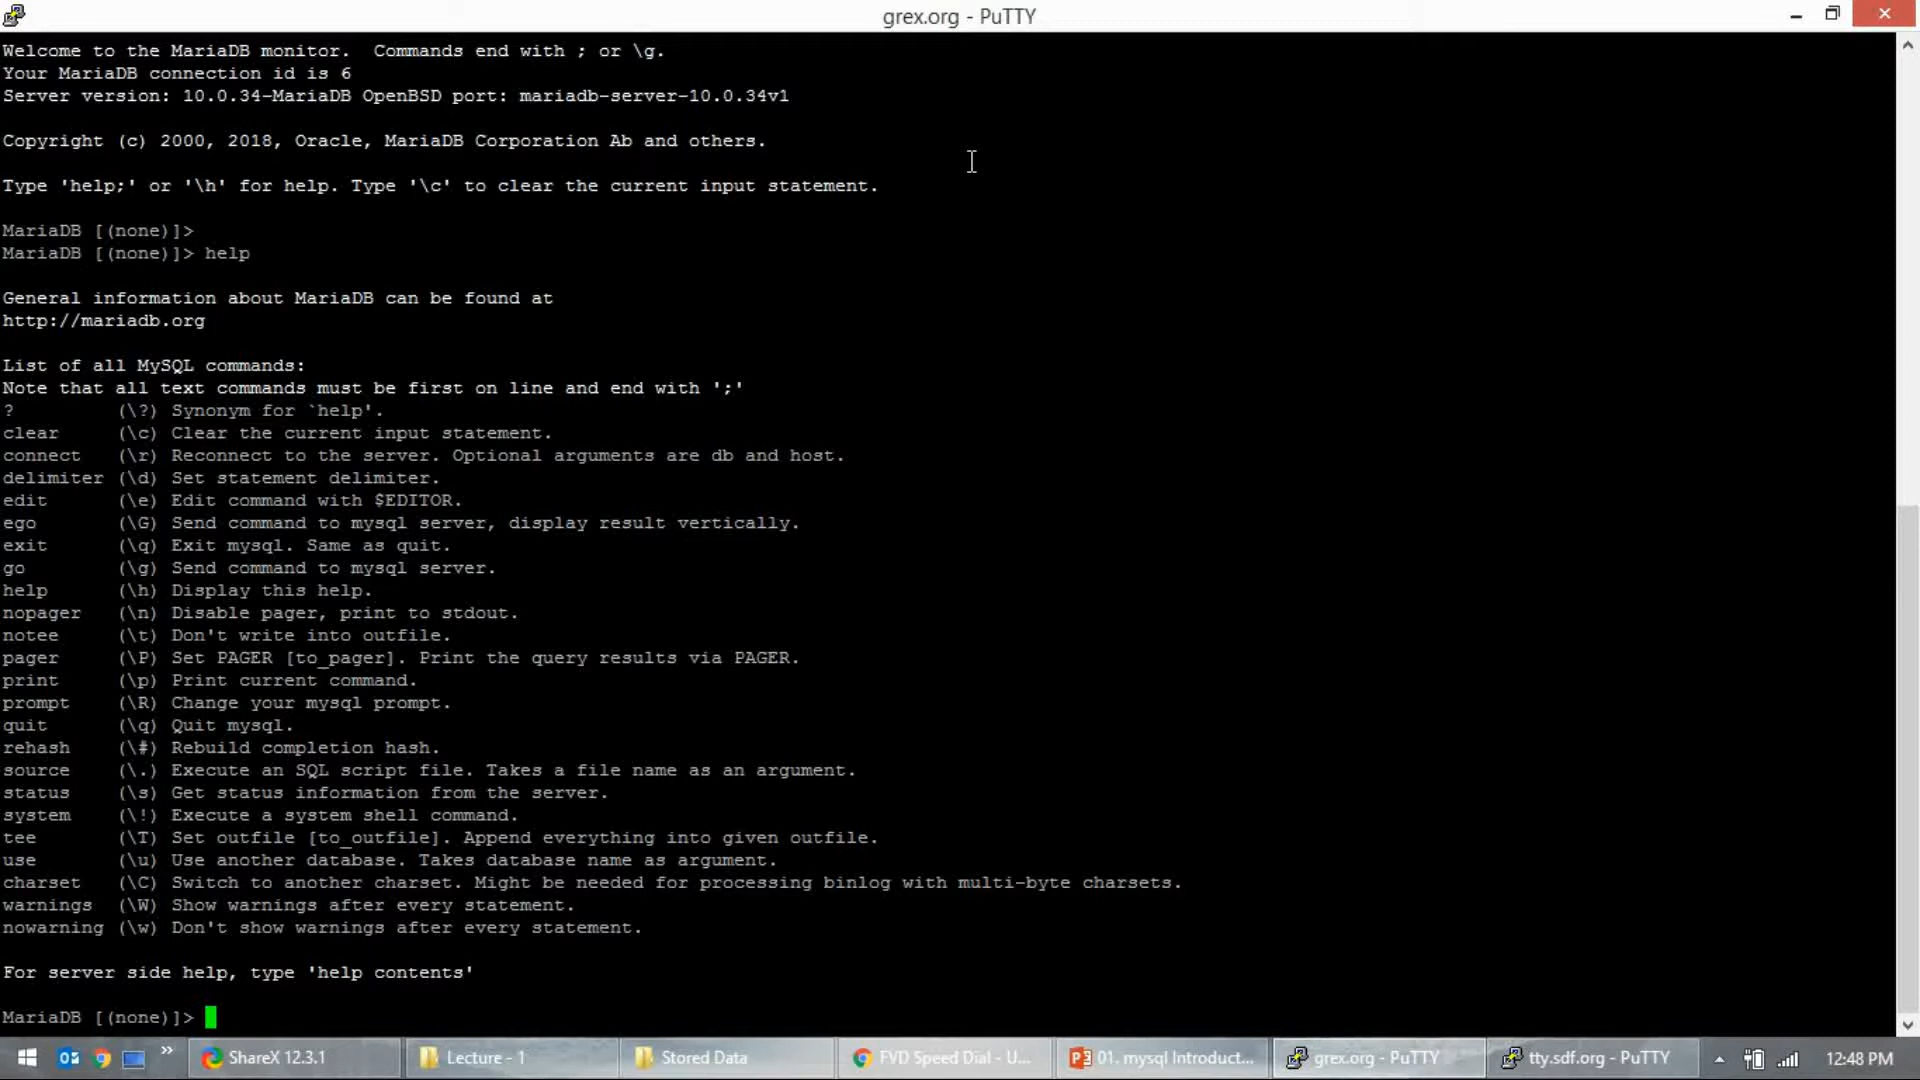 grex.org - PuTTY
Welcome to the MariaDB monitor.  Commands end with ; or \g.
Your MariaDB connection id is 6
Server version: 10.0.34-MariaDB OpenBSD port: mariadb-server-10.0.34v1
Copyright (c) 2000, 2018, Oracle, MariaDB Corporation Ab and others.
Type 'help;' or '\h' for help. Type '\c' to clear the current input statement.
MariaDB [(none)]>
MariaDB [(none)]> help
General information about MariaDB can be found at
http://mariadb.org
List of all MySQL commands:
Note that all text commands must be first on line and end with ';'
?         (\?) Synonym for `help'.
clear     (\c) Clear the current input statement.
connect   (\r) Reconnect to the server. Optional arguments are db and host.
delimiter (\d) Set statement delimiter.
edit      (\e) Edit command with $EDITOR.
ego       (\G) Send command to mysql server, display result vertically.
exit      (\q) Exit mysql. Same as quit.
go        (\g) Send command to mysql server.
help      (\h) Display this help.
nopager   (\n) Disable pager, print to stdout.
notee     (\t) Don't write into outfile.
pager     (\P) Set PAGER [to_pager]. Print the query results via PAGER.
print     (\p) Print current command.
prompt    (\R) Change your mysql prompt.
quit      (\q) Quit mysql.
rehash    (\#) Rebuild completion hash.
source    (\.) Execute an SQL script file. Takes a file name as an argument.
status    (\s) Get status information from the server.
system    (\!) Execute a system shell command.
tee       (\T) Set outfile [to_outfile]. Append everything into given outfile.
use       (\u) Use another database. Takes database name as argument.
charset   (\C) Switch to another charset. Might be needed for processing binlog with multi-byte charsets.
warnings  (\W) Show warnings after every statement.
nowarning (\w) Don't show warnings after every statement.
For server side help, type 'help contents'
MariaDB [(none)]>
ShareX 12.3.1 Lecture - 1 Stored Data FVD Speed Dial - U... 01. mysql Introduct... grex.org - PuTTY tty.sdf.org - PuTTY 12:48 PM